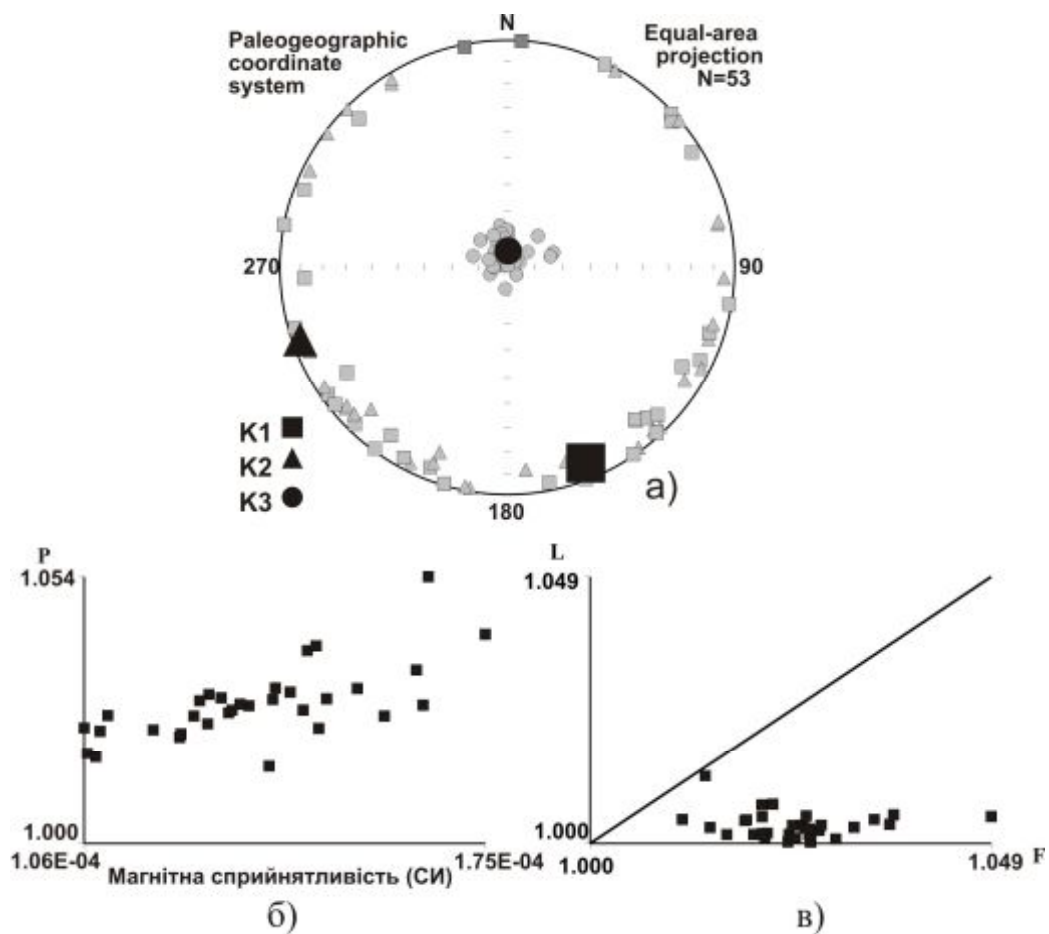 Paleogeographic
coordinate
system
N
Equal-area
projection
N=53
270
90
K1
K2
K3
180
а)
P
1.054
1.000
1.06E-04
1.75E-04
Магнітна сприйнятливість (СИ)
б)
L
1.049
1.000
1.000
1.049
F
в)